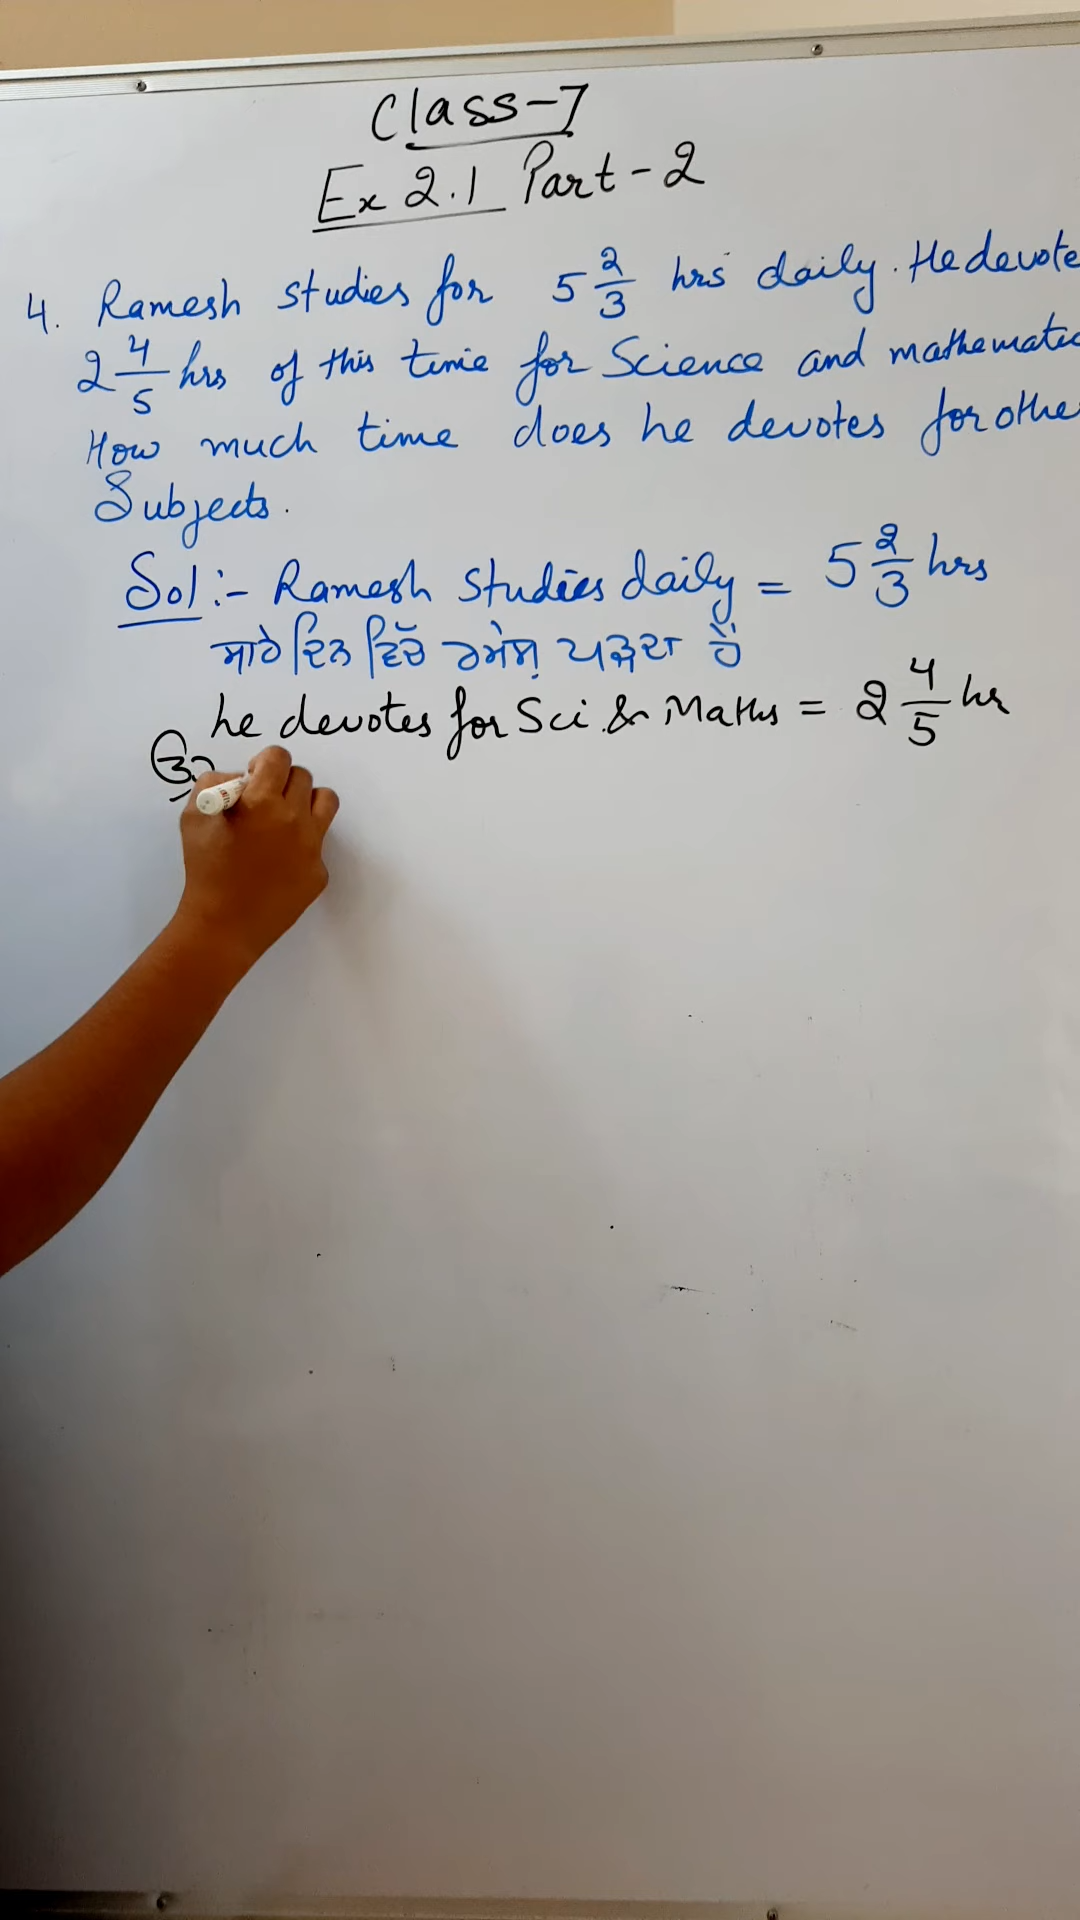 Class-7
Ex 2.1 Part-2
4. Ramesh studies for 5 2/3 hrs daily. He devote
2 4/5 hrs of this time for Science and mathematic
How much time does he devotes for othe
Subjects.
Sol:- Ramesh Studies daily = 5 2/3 hrs
ਸਾਰੇ ਦਿਨ ਵਿੱਚ ਰਮੇਸ਼ ਪੜ੍ਹਦਾ ਹੈ
he devotes for Sci & Maths = 2 4/5 hr